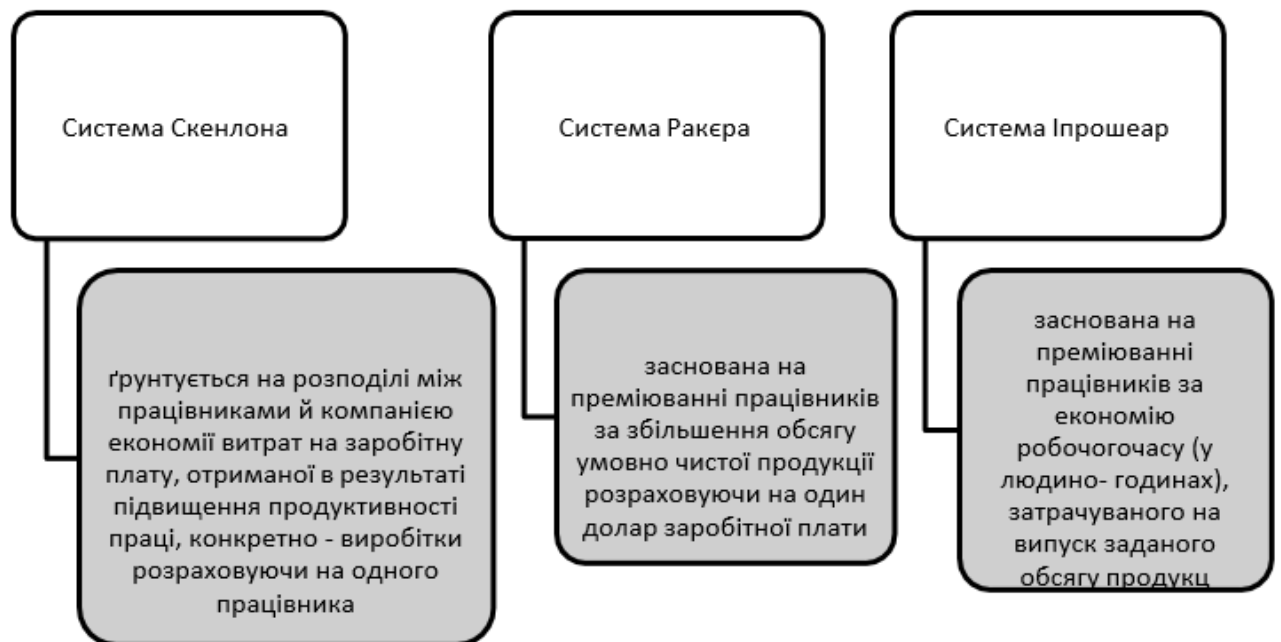 Система Скенлона
Система Ракєра
Система Іпрошеар
ґрунтується на розподілі між
працівниками й компанією
економії витрат на заробітну
плату, отриманої в результаті
підвищення продуктивності
праці, конкретно - виробітки
розраховуючи на одного
працівника
заснована на
преміюванні працівників
за збільшення обсягу
умовно чистої продукції
розраховуючи на один
долар заробітної плати
заснована на
преміюванні
працівників за
економію
робочогочасу (у
людино- годинах),
затрачуваного на
випуск заданого
обсягу продукц